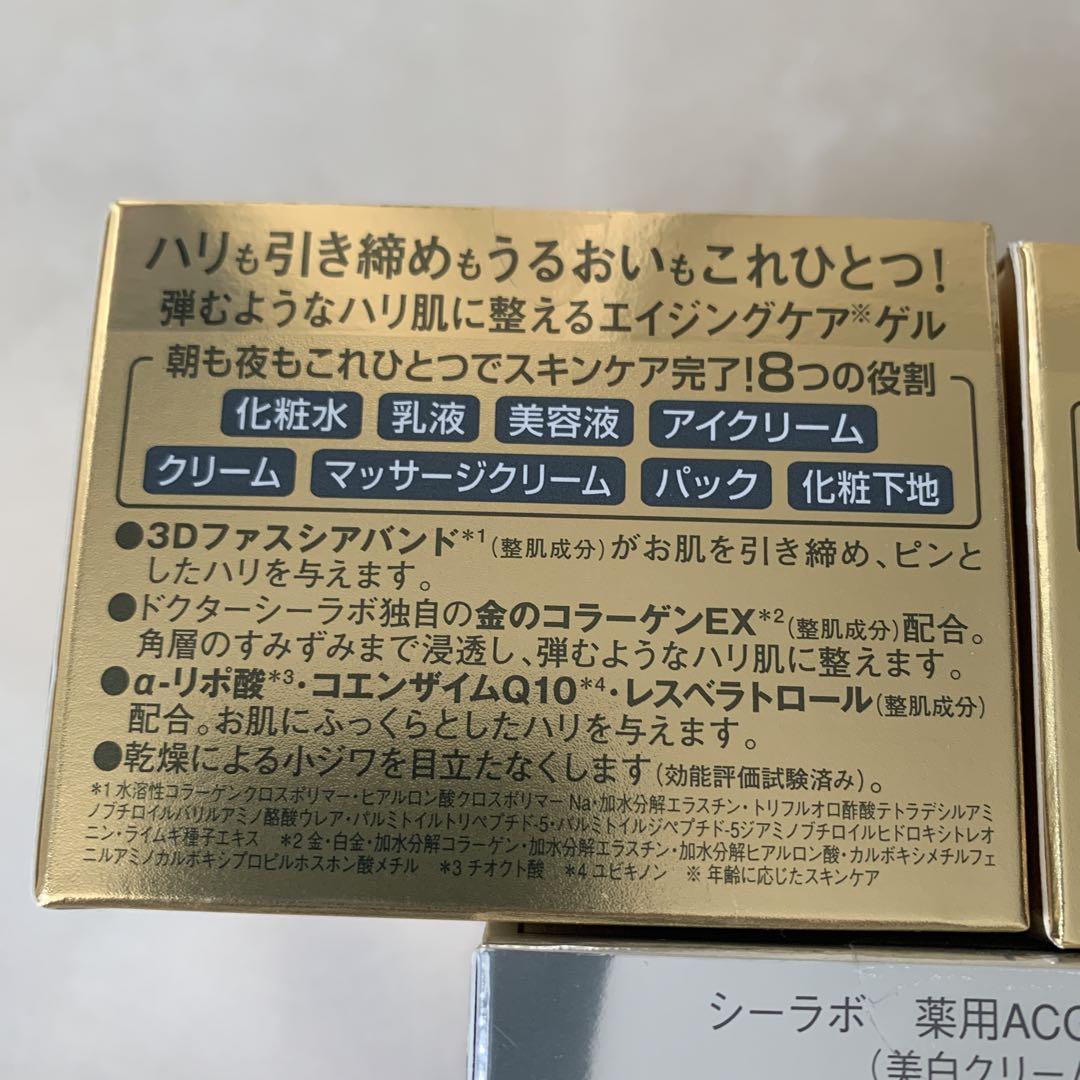 ハリも引き締めもうるおいもこれひとつ!
弾むようなハリ肌に整えるエイジングケア※ゲル
朝も夜もこれひとつでスキンケア完了!8つの役割
化粧水 乳液 美容液 アイクリーム
クリーム マッサージクリーム パック 化粧下地
●3Dファスシアバンド*1(整肌成分)がお肌を引き締め、ピンと
したハリを与えます。
●ドクターシーラボ独自の金のコラーゲンEX*2(整肌成分)配合。
角層のすみずみまで浸透し、弾むようなハリ肌に整えます。
●α-リポ酸*3・コエンザイムQ10*4・レスベラトロール(整肌成分)
配合。お肌にふっくらとしたハリを与えます。
●乾燥による小ジワを目立たなくします(効能評価試験済み)。
*1 水溶性コラーゲンクロスポリマー・ヒアルロン酸クロスポリマーNa・加水分解エラスチン・トリフルオロ酢酸テトラデシルアミ
ノブチロイルバリルアミノ酪酸ウレア・パルミトイルトリペプチド-5・パルミトイルジペプチド-5ジアミノブチロイルヒドロキシトレオ
ニン・ライムギ種子エキス *2 金・白金・加水分解コラーゲン・加水分解エラスチン・加水分解ヒアルロン酸・カルボキシメチルフェ
ニルアミノカルボキシプロピルホスホン酸メチル *3 チオクト酸 *4 ユビキノン ※ 年齢に応じたスキンケア
シーラボ 薬用ACG
(美白クリーム